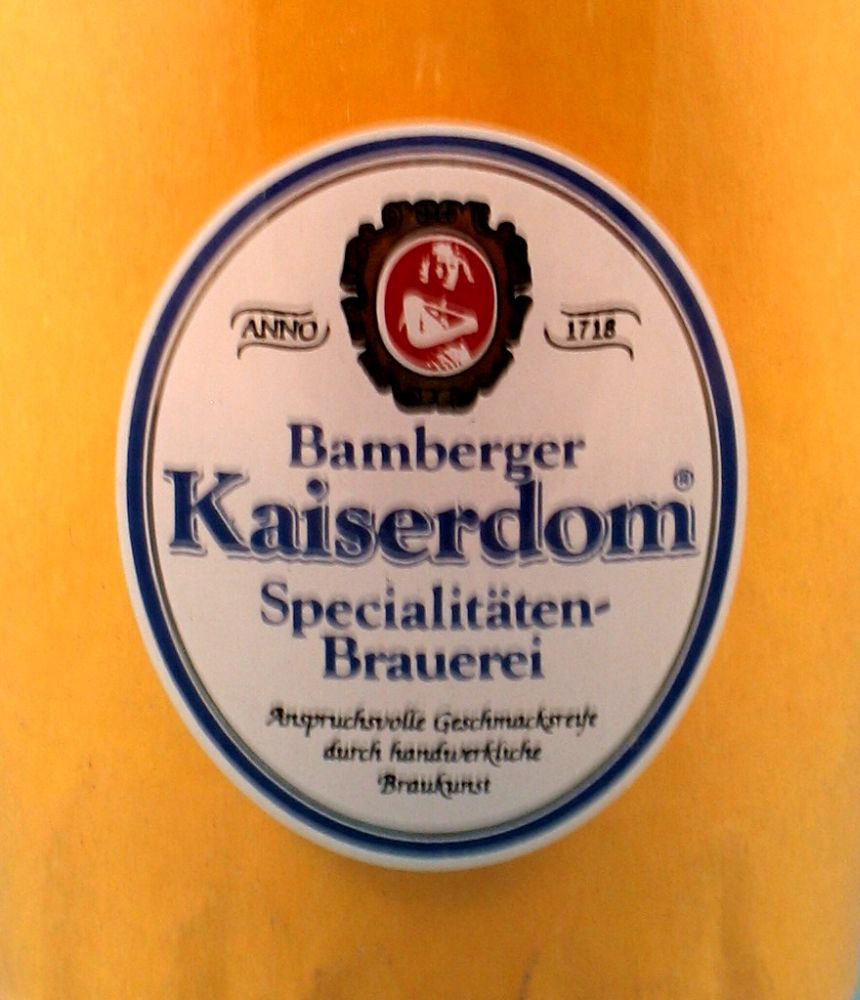 ANNO 1718
Bamberger
Kaiserdom®
Specialitäten-
Brauerei
Anspruchsvolle Geschmacksreife
durch handwerkliche
Braukunst